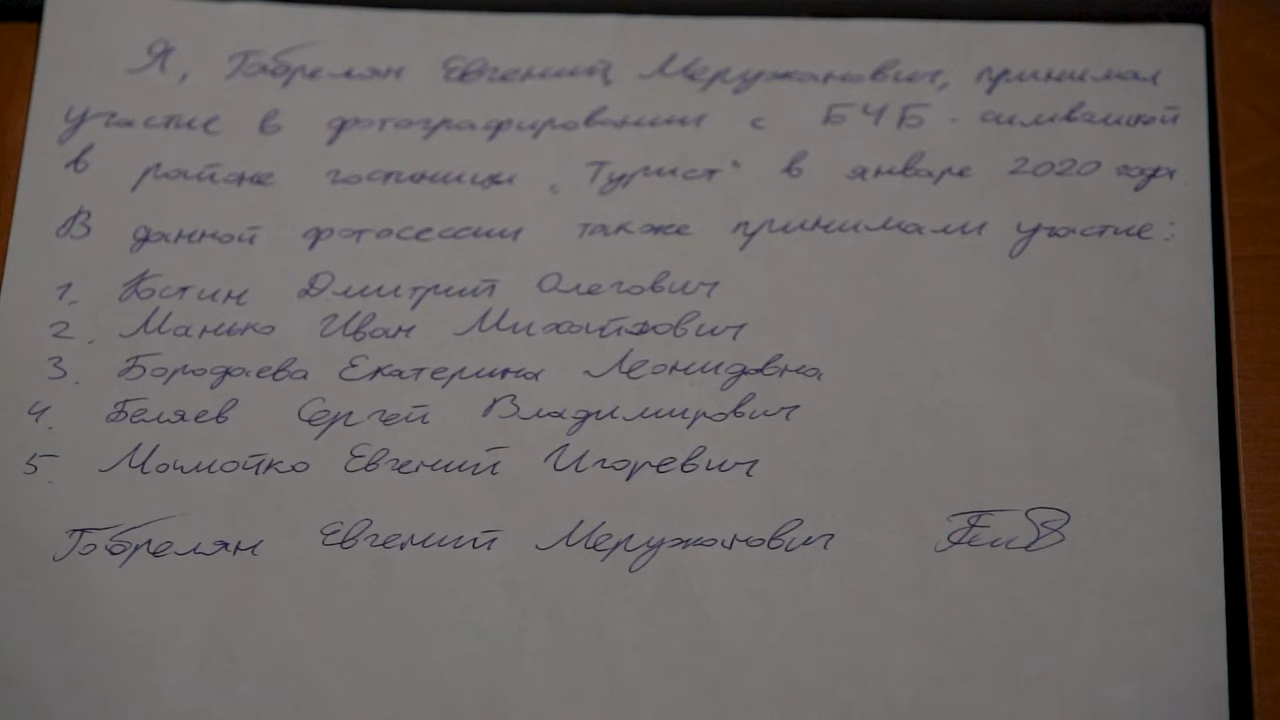 Я, Габрелян Евгений Меружанович, принимал
участие в фотографировании с БЧБ-символикой
в районе гостиницы „Турист" в январе 2020 года
В данной фотосессии также принимали участие:
1. Костин Дмитрий Олегович
2. Манько Иван Михайлович
3. Бородаева Екатерина Леонидовна
4. Беляев Сергей Владимирович
5. Мамойко Евгений Игоревич
Габрелян Евгений Меружанович